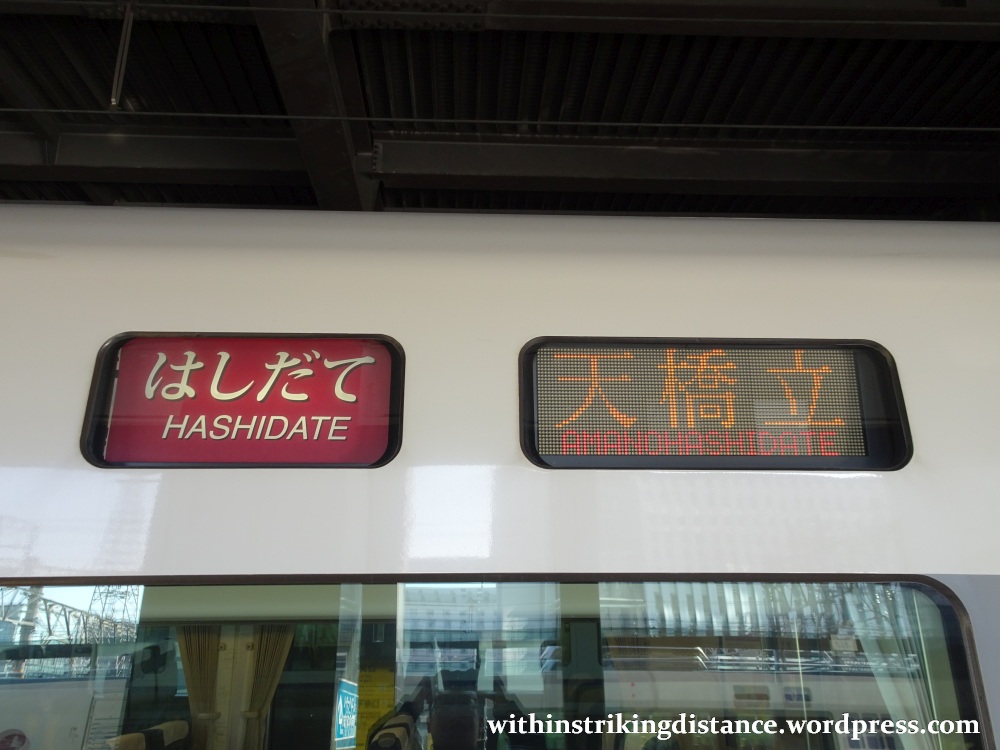 はしだて
HASHIDATE
天橋立
AMANOHASHIDATE
withinstrikingdistance.wordpress.com